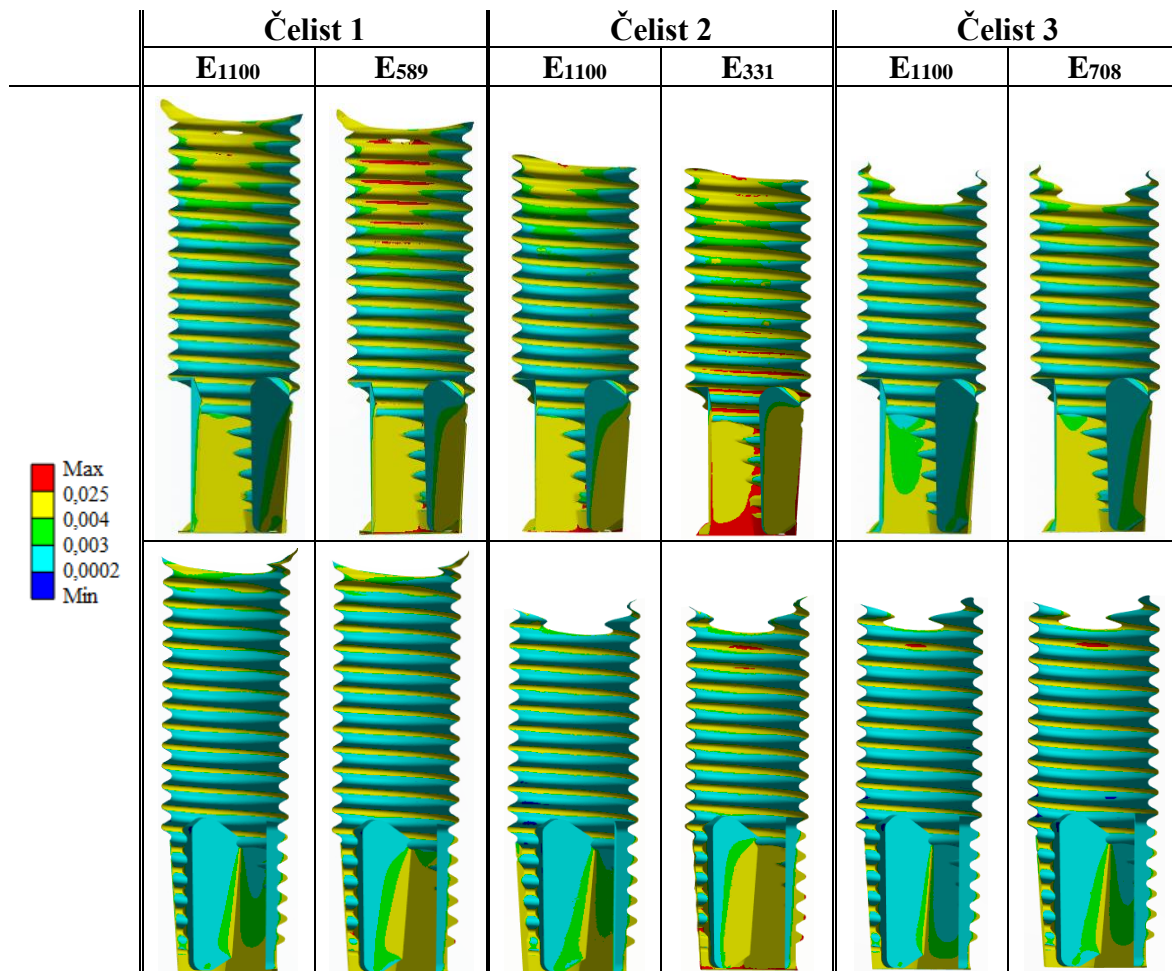 Čelist 1 Čelist 2 Čelist 3
E1100 E589 E1100 E331 E1100 E708
Max
0,025
0,004
0,003
0,0002
Min